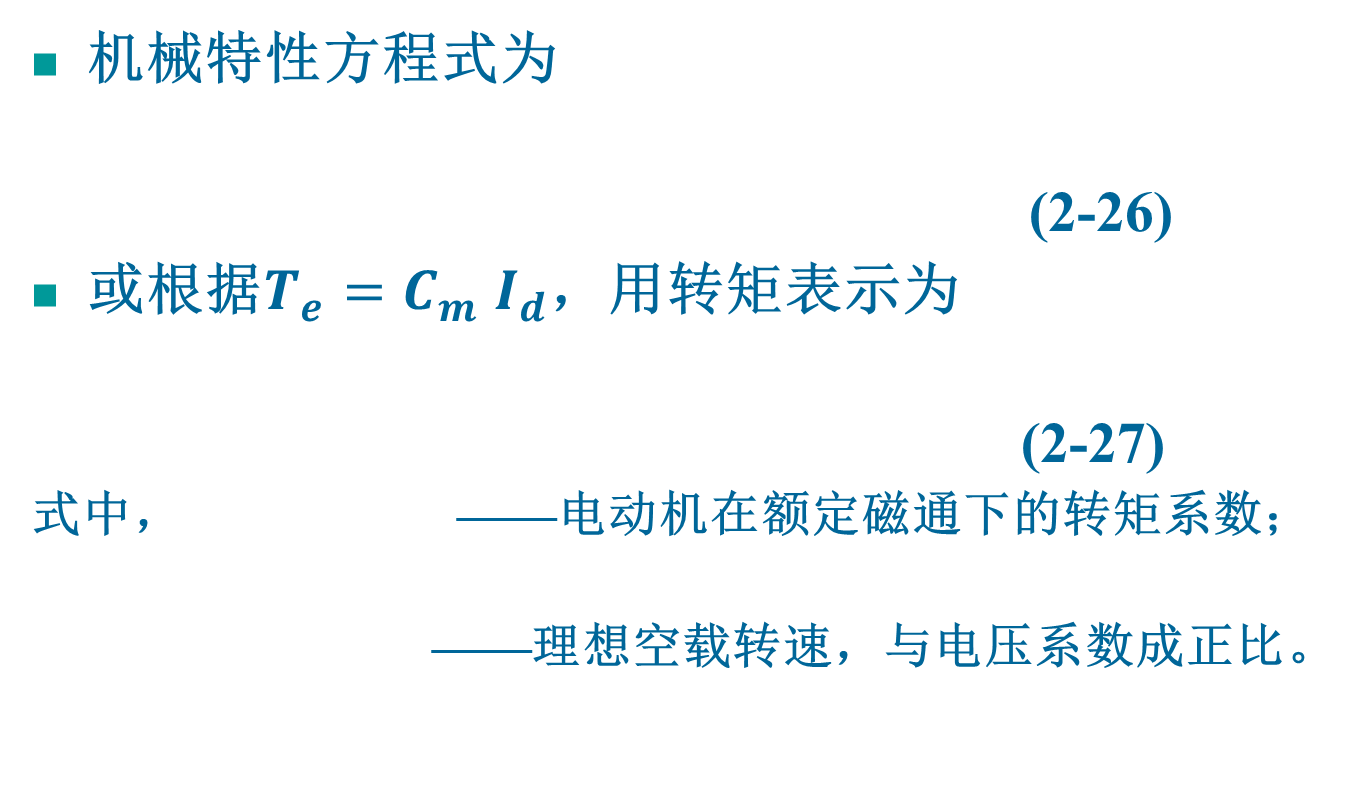 ■ 机械特性方程式为
(2-26)
■ 或根据𝑻ₑ = 𝑪ₘ 𝑰_d，用转矩表示为
(2-27)
式中， ——电动机在额定磁通下的转矩系数；
——理想空载转速，与电压系数成正比。